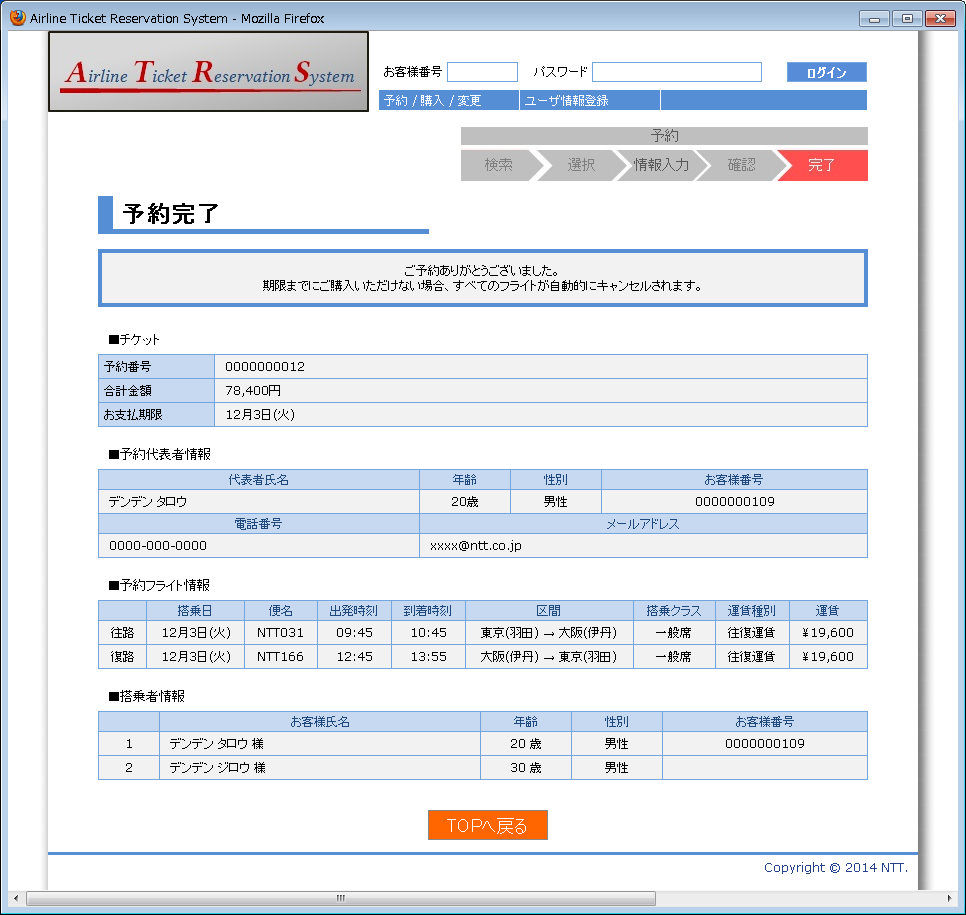 Airline Ticket Reservation System - Mozilla Firefox
Airline Ticket Reservation System
お客様番号 パスワード ログイン
予約 / 購入 / 変更 ユーザ情報登録
予約
検索 選択 情報入力 確認 完了
予約完了
ご予約ありがとうございました。
期限までにご購入いただけない場合、すべてのフライトが自動的にキャンセルされます。
■チケット
予約番号 0000000012
合計金額 78,400円
お支払期限 12月3日(火)
■予約代表者情報
代表者氏名 年齢 性別 お客様番号
デンデン タロウ 20歳 男性 0000000109
電話番号 メールアドレス
0000-000-0000 xxxx@ntt.co.jp
■予約フライト情報
搭乗日 便名 出発時刻 到着時刻 区間 搭乗クラス 運賃種別 運賃
往路 12月3日(火) NTT031 09:45 10:45 東京(羽田) → 大阪(伊丹) 一般席 往復運賃 ¥19,600
復路 12月3日(火) NTT166 12:45 13:55 大阪(伊丹) → 東京(羽田) 一般席 往復運賃 ¥19,600
■搭乗者情報
お客様氏名 年齢 性別 お客様番号
1 デンデン タロウ 様 20 歳 男性 0000000109
2 デンデン ジロウ 様 30 歳 男性
TOPへ戻る
Copyright © 2014 NTT.